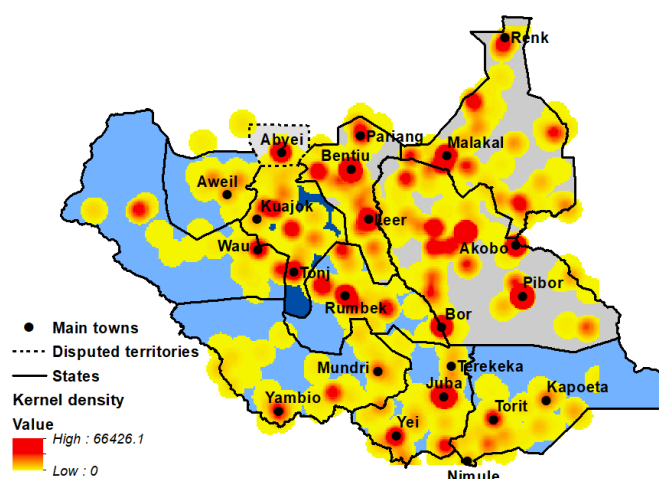 Renk
Abyei
Pariang
Malakal
Bentiu
Aweil
Kuajok
Leer
Wau
Akobo
Tonj
Pibor
Rumbek
Bor
Main towns
Disputed territories
Mundri
Terekeka
States
Juba
Kapoeta
Kernel density
Yambio
Torit
Value
Yei
High : 66426.1
Low : 0
Nimule